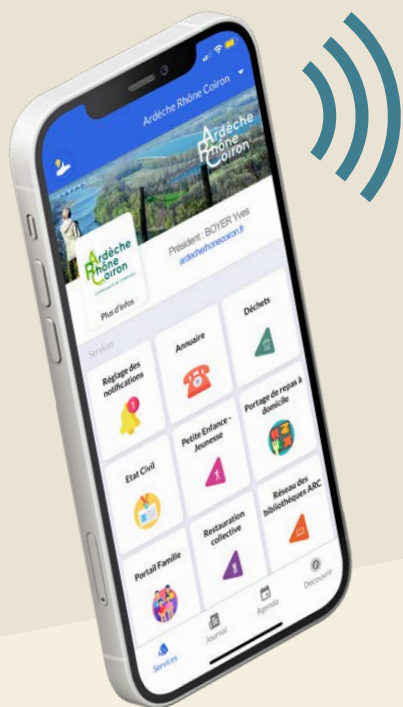 Ardèche Rhône Coiron
Ardèche
Rhône
Coiron
Ardèche
Rhône
Coiron
Plus d'infos
Président : BOYER Yves
ardecherhonecoiron.fr
Services
Réglage des
notifications
Annuaire
Déchets
Etat Civil
Petite Enfance -
Jeunesse
Portage de repas à
domicile
Portail Famille
Restauration
collective
Réseau des
bibliothèques ARC
Services
Journal
Agenda
Découvrir